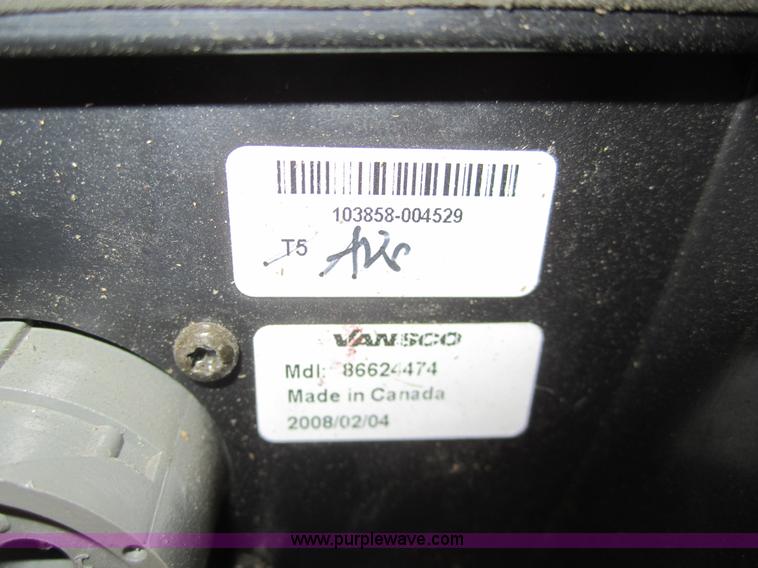 103858-004529
T5
VANSCO
Mdl: 86624474
Made in Canada
2008/02/04
www.purplewave.com